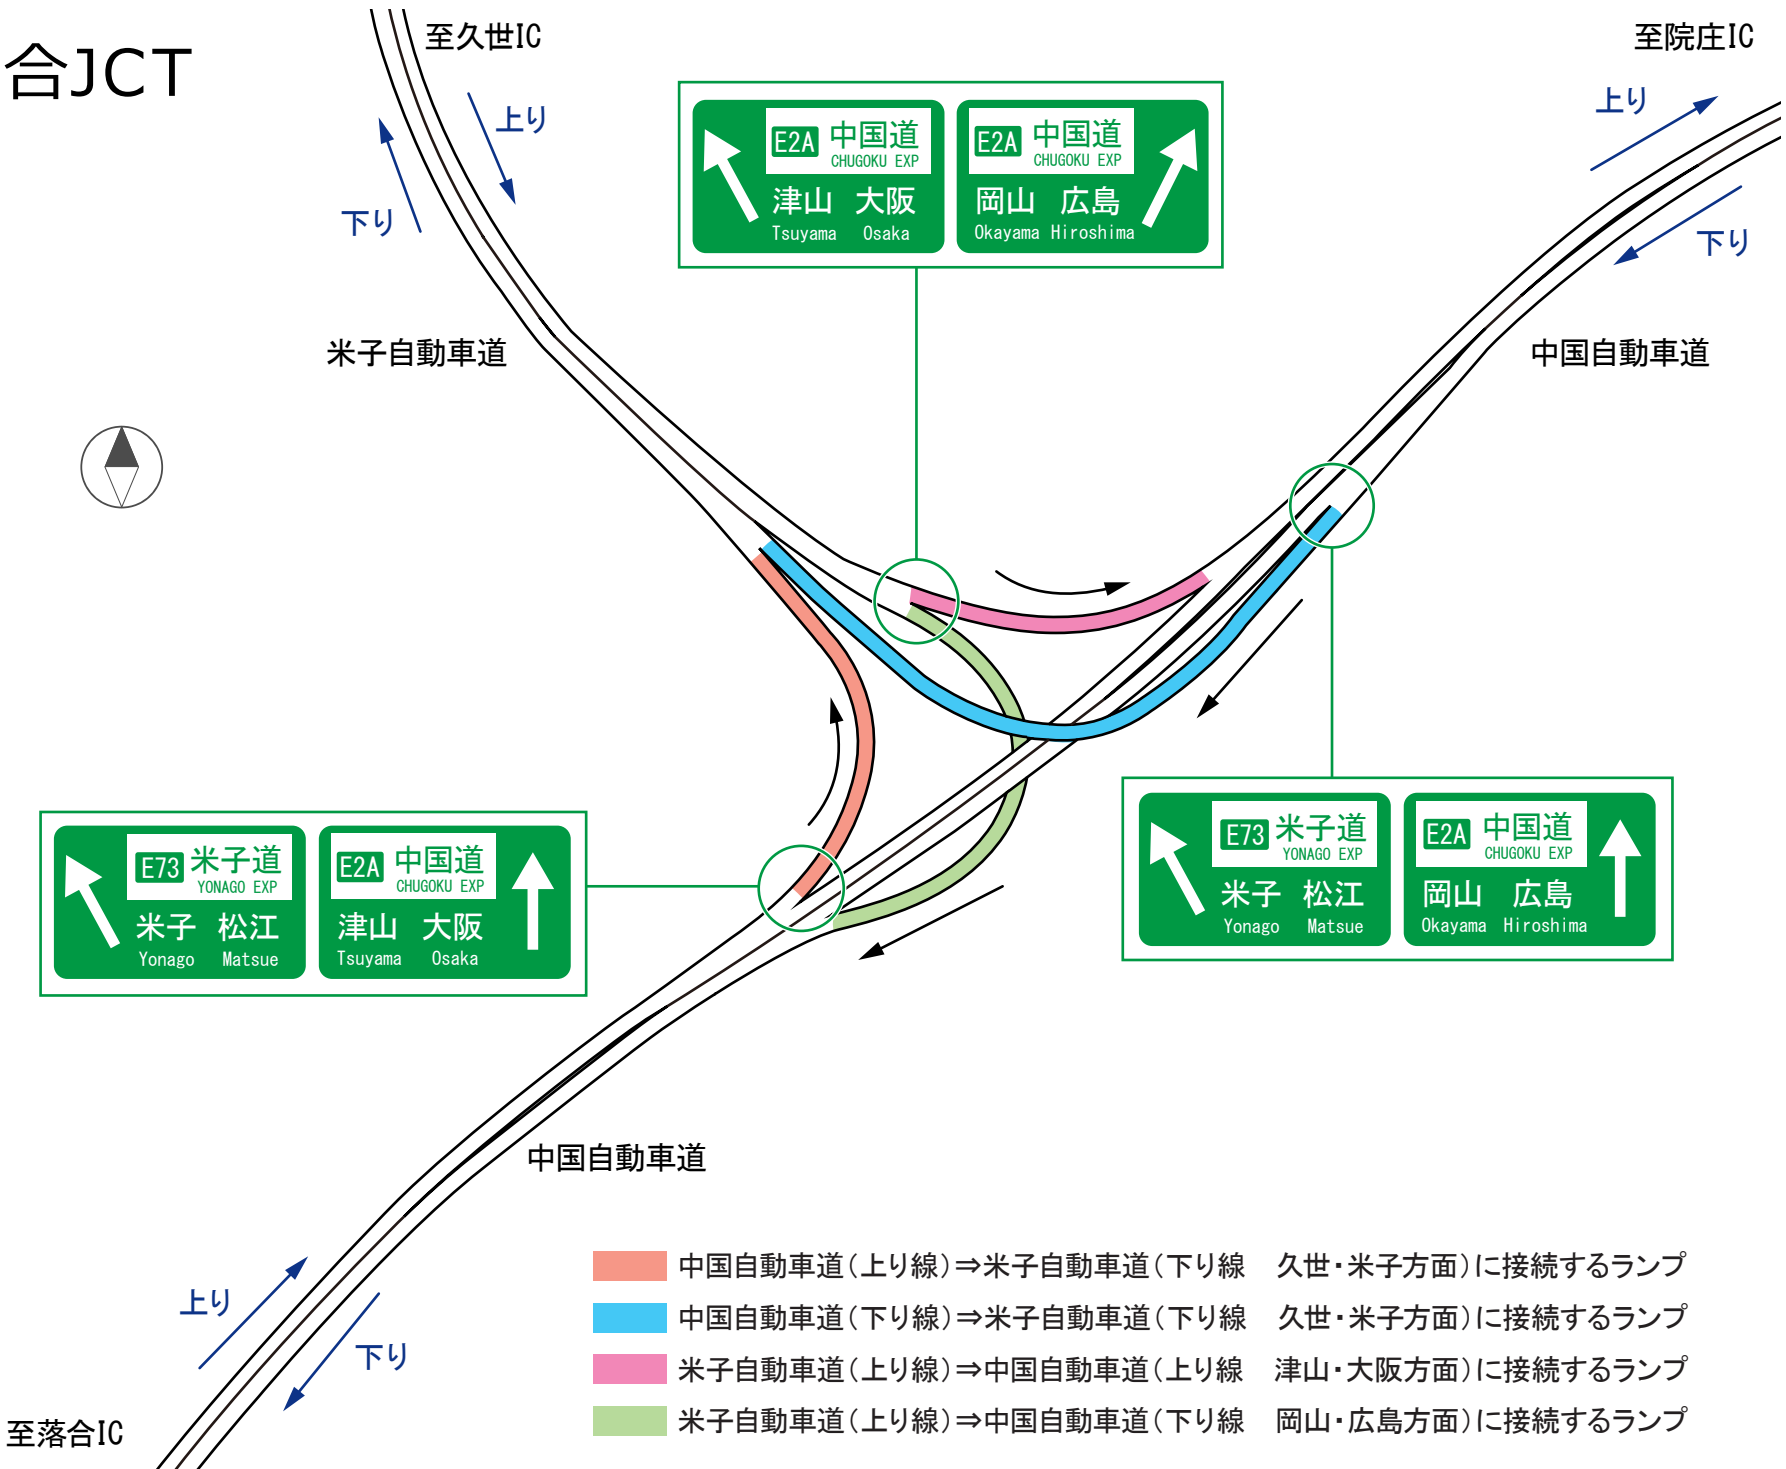 合JCT
至久世IC
至院庄IC
上り
下り
上り
下り
E2A 中国道
CHUGOKU EXP
津山 大阪
Tsuyama Osaka
E2A 中国道
CHUGOKU EXP
岡山 広島
Okayama Hiroshima
米子自動車道
中国自動車道
E73 米子道
YONAGO EXP
米子 松江
Yonago Matsue
E2A 中国道
CHUGOKU EXP
津山 大阪
Tsuyama Osaka
E73 米子道
YONAGO EXP
米子 松江
Yonago Matsue
E2A 中国道
CHUGOKU EXP
岡山 広島
Okayama Hiroshima
中国自動車道
上り
下り
至落合IC
中国自動車道(上り線)⇒米子自動車道(下り線　久世・米子方面)に接続するランプ
中国自動車道(下り線)⇒米子自動車道(下り線　久世・米子方面)に接続するランプ
米子自動車道(上り線)⇒中国自動車道(上り線　津山・大阪方面)に接続するランプ
米子自動車道(上り線)⇒中国自動車道(下り線　岡山・広島方面)に接続するランプ